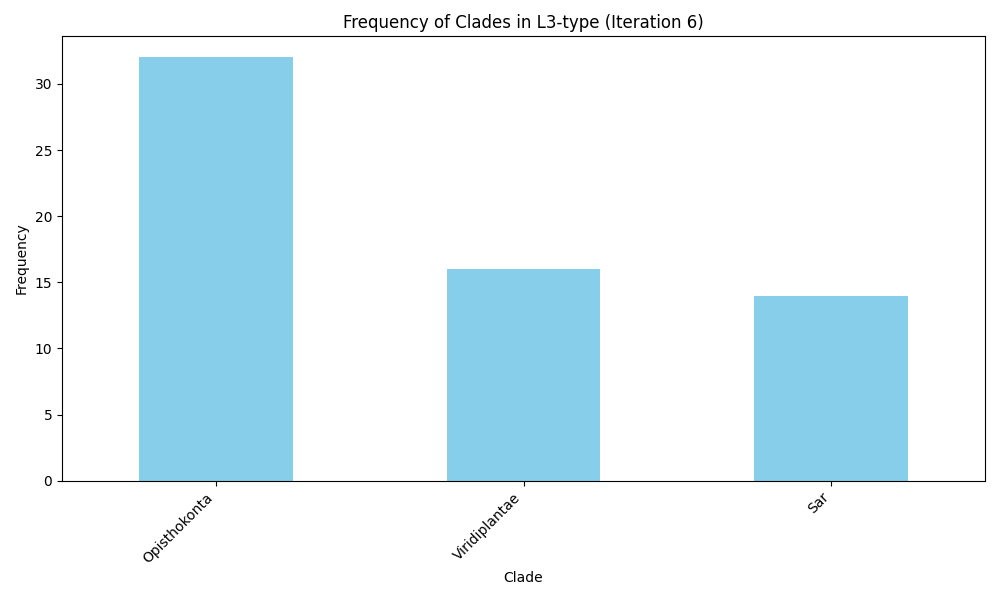 Frequency of Clades in L3-type (Iteration 6)
Frequency
30
25
20
15
10
5
0
Opisthokonta
Viridiplantae
Sar
Clade